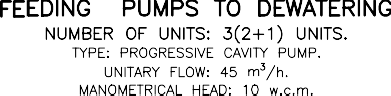 FEEDING PUMPS TO DEWATERING
NUMBER OF UNITS: 3(2+1) UNITS.
TYPE: PROGRESSIVE CAVITY PUMP.
UNITARY FLOW: 45 m³/h.
MANOMETRICAL HEAD: 10 w.c.m.